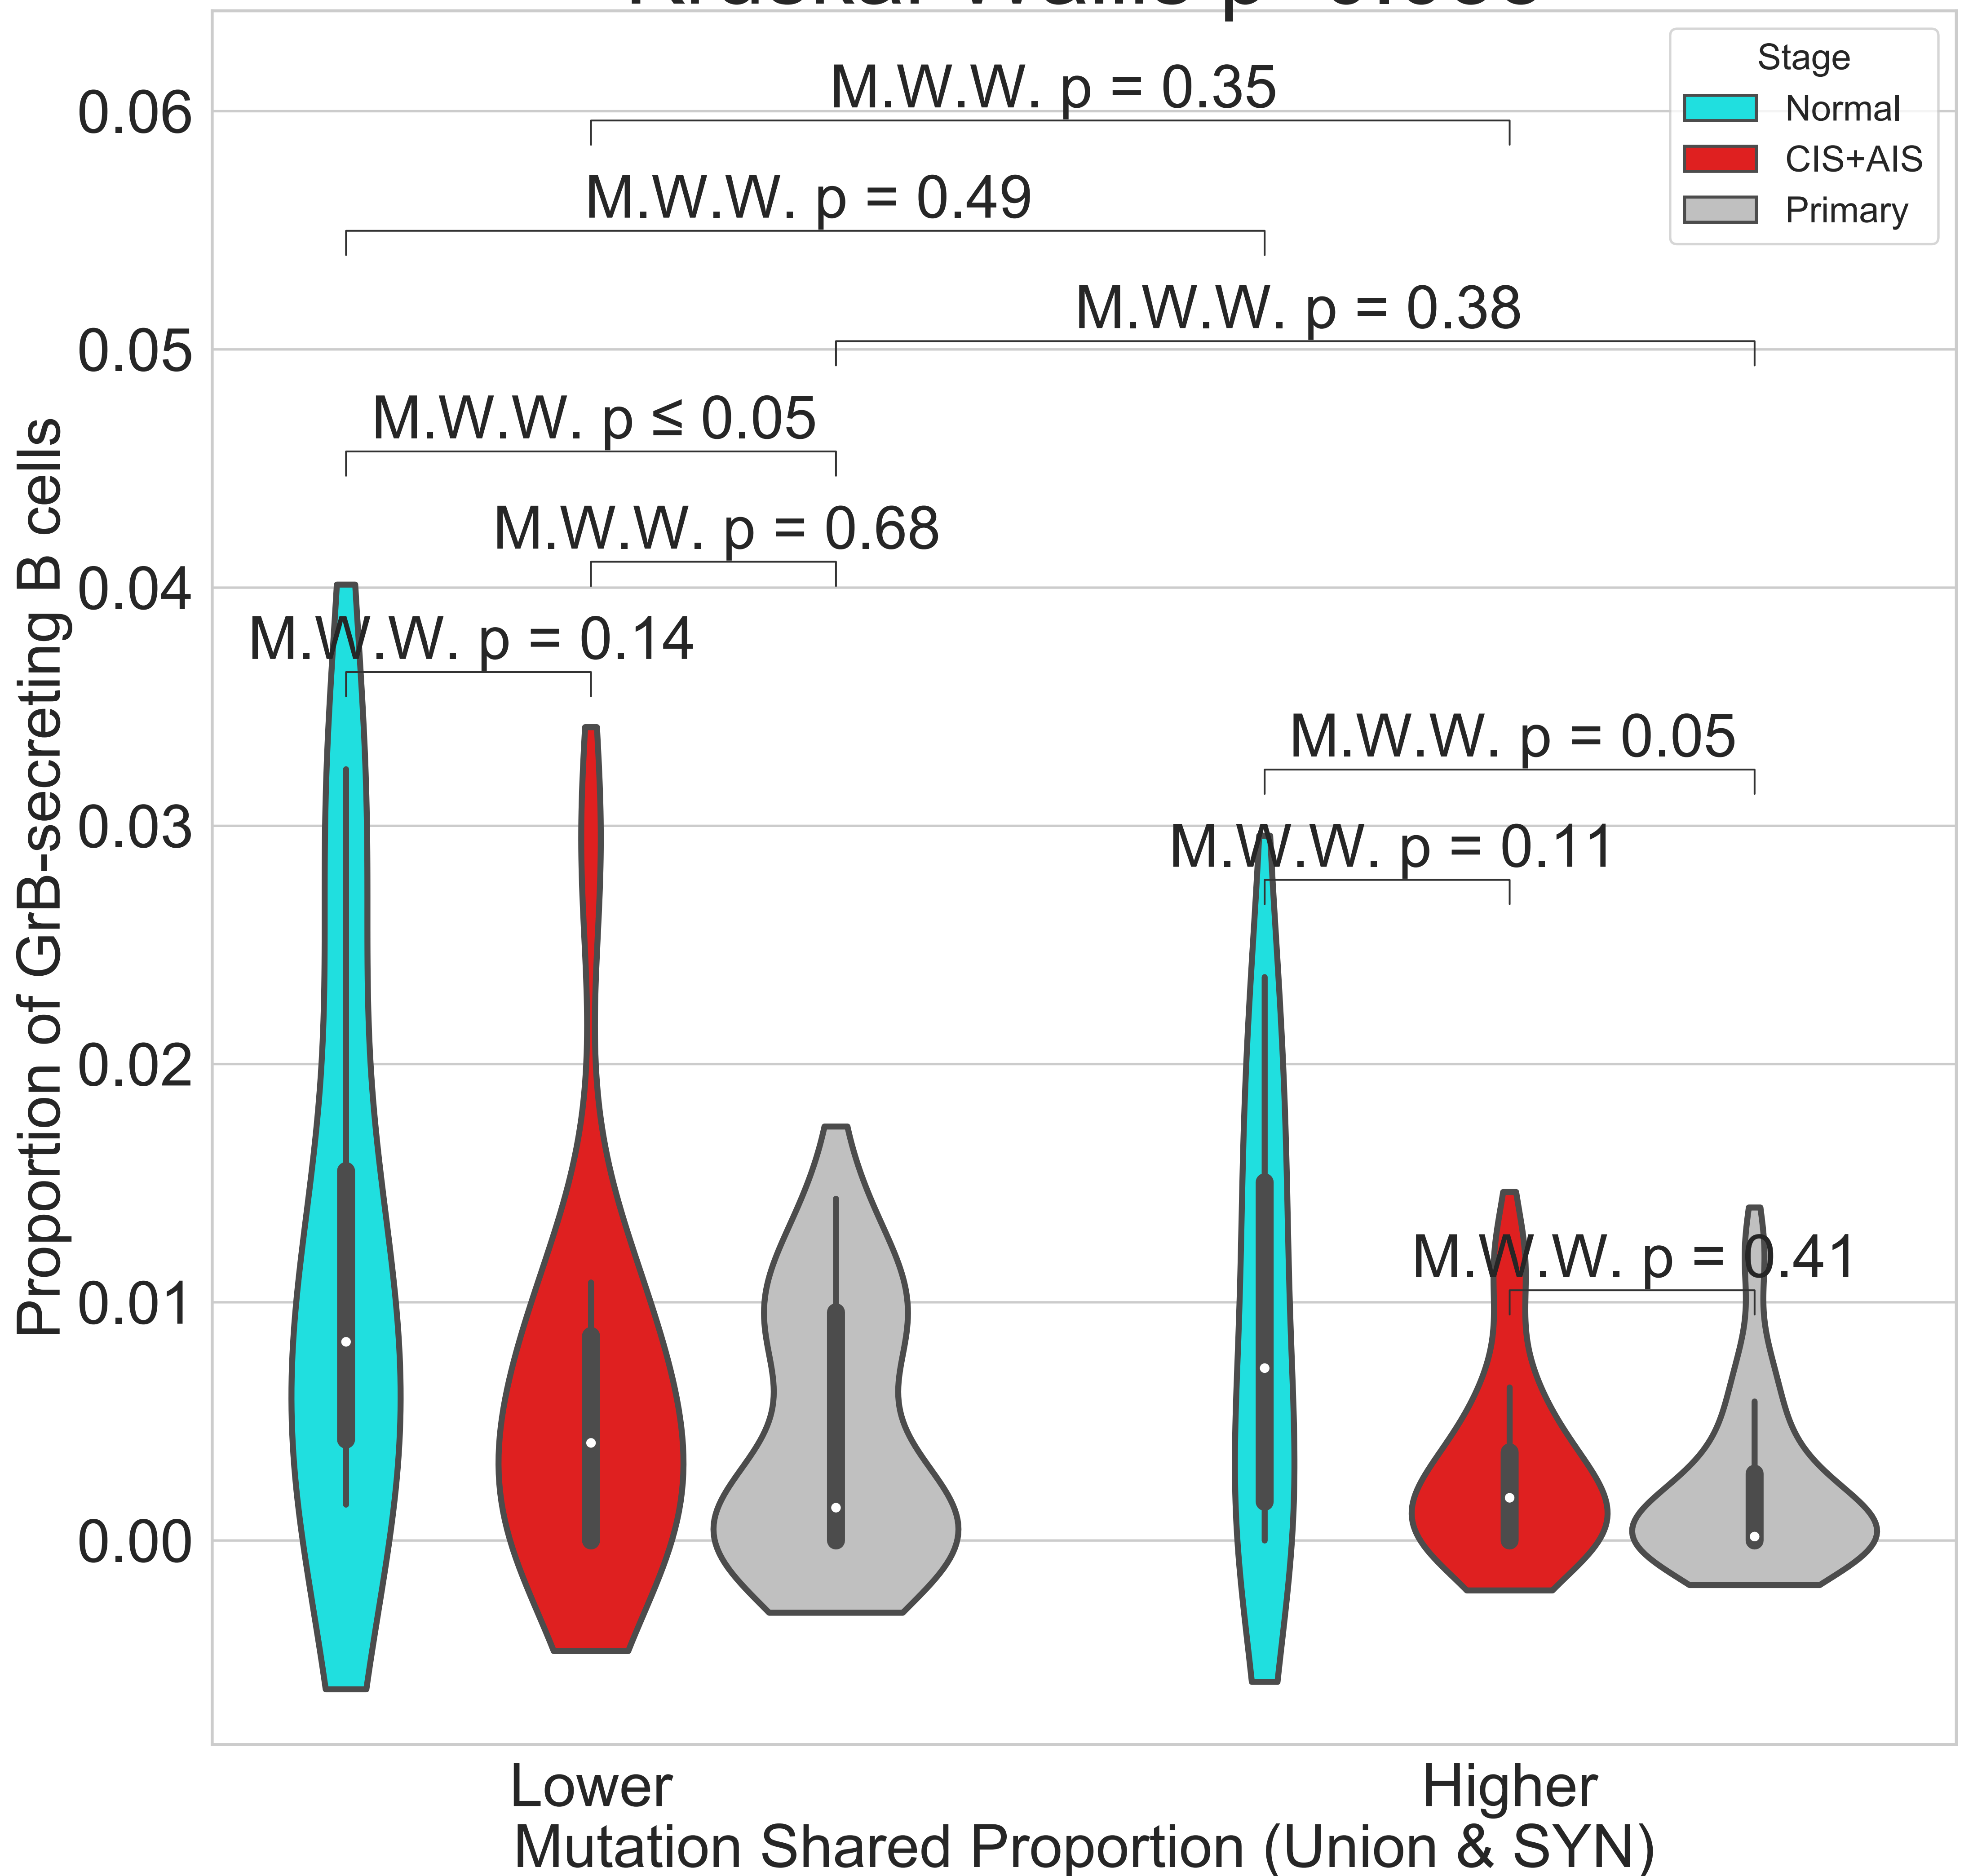 Stage
Normal
CIS+AIS
Primary
M.W.W. p = 0.35
M.W.W. p = 0.49
M.W.W. p = 0.38
M.W.W. p ≤ 0.05
M.W.W. p = 0.68
M.W.W. p = 0.14
M.W.W. p = 0.05
M.W.W. p = 0.11
M.W.W. p = 0.41
0.06
0.05
0.04
0.03
0.02
0.01
0.00
Proportion of GrB-secreting B cells
Lower
Higher
Mutation Shared Proportion (Union & SYN)